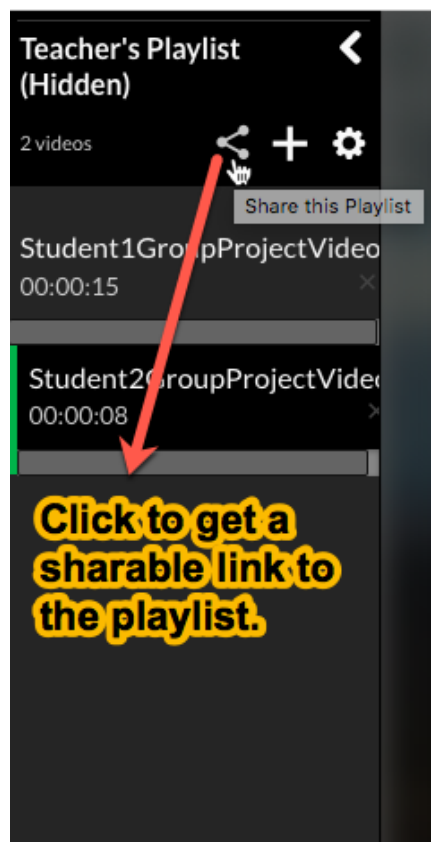 Teacher's Playlist
(Hidden)
2 videos
Share this Playlist
Student1GroupProjectVideo
00:00:15
Student2GroupProjectVideo
00:00:08
Click to get a
sharable link to
the playlist.